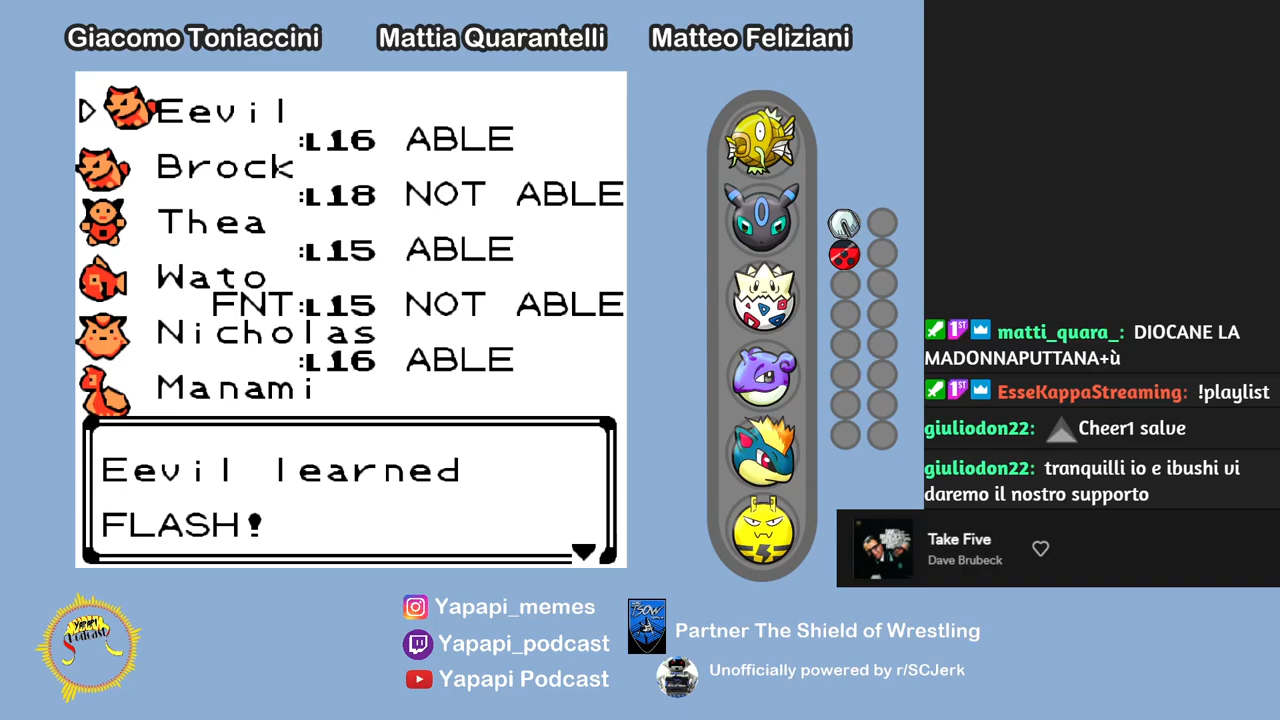 Giacomo Toniaccini Mattia Quarantelli Matteo Feliziani
Eevil
:L16 ABLE
Brock
:L18 NOT ABLE
Thea
:L15 ABLE
Wato
FNT:L15 NOT ABLE
Nicholas
:L16 ABLE
Manami
Eevil learned
FLASH!
matti_quara_: DIOCANE LA
MADONNAPUTTANA+ù
EsseKappaStreaming: !playlist
giuliodon22: Cheer1 salve
giuliodon22: tranquilli io e ibushi vi
daremo il nostro supporto
Take Five
Dave Brubeck
Yapapi_memes
Yapapi_podcast
Yapapi Podcast
TSOW
Partner The Shield of Wrestling
Unofficially powered by r/SCJerk
YAPAPI
Podcast